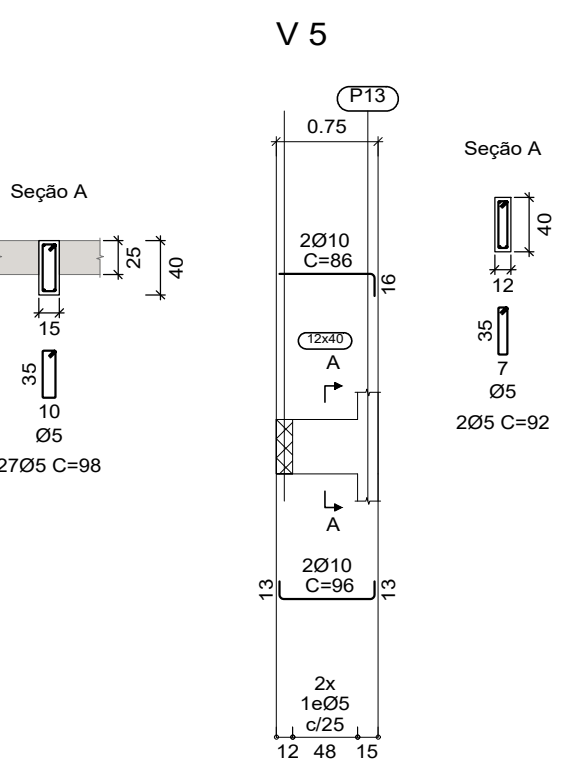 V 5
P13
0.75
Seção A
25
40
15
35
10
Ø5
27Ø5 C=98
2Ø10
C=86
16
12x40
A
A
2Ø10
C=96
13
13
2x
1eØ5
c/25
12 48 15
Seção A
40
12
35
7
Ø5
2Ø5 C=92